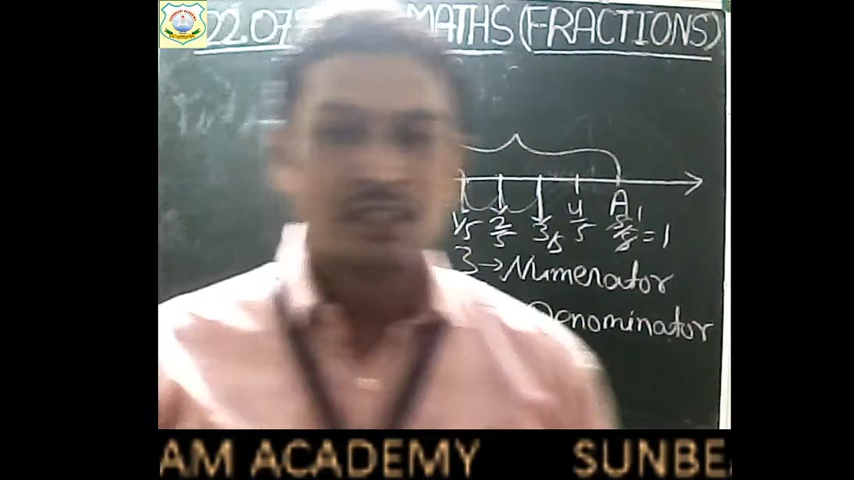 22.07
MATHS (FRACTIONS)
A
1/5 2/5 3/5 4/5 5/5 = 1
3 → Numerator
Denominator
AM ACADEMY SUNBE